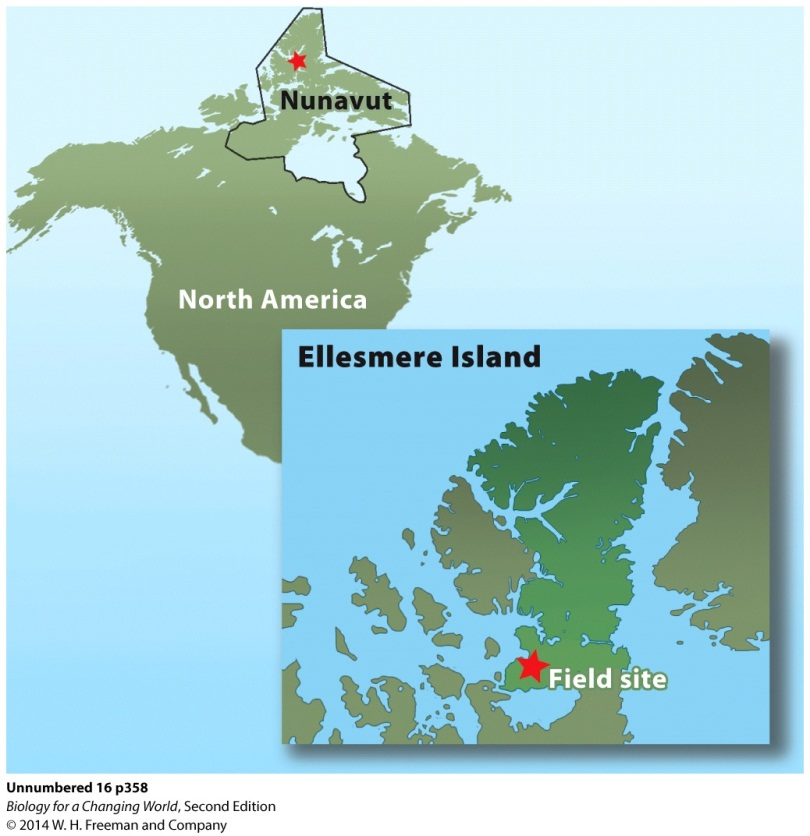 Nunavut
North America
Ellesmere Island
Field site
Unnumbered 16 p358
Biology for a Changing World, Second Edition
© 2014 W. H. Freeman and Company